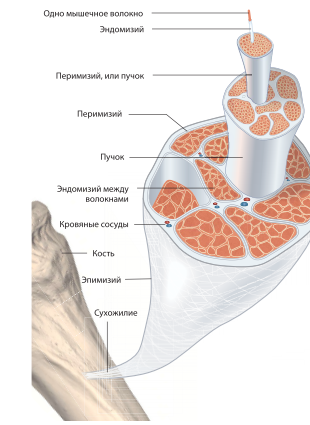 Одно мышечное волокно
Эндомизий
Перимизий, или пучок
Перимизий
Пучок
Эндомизий между
волокнами
Кровяные сосуды
Кость
Эпимизий
Сухожилие